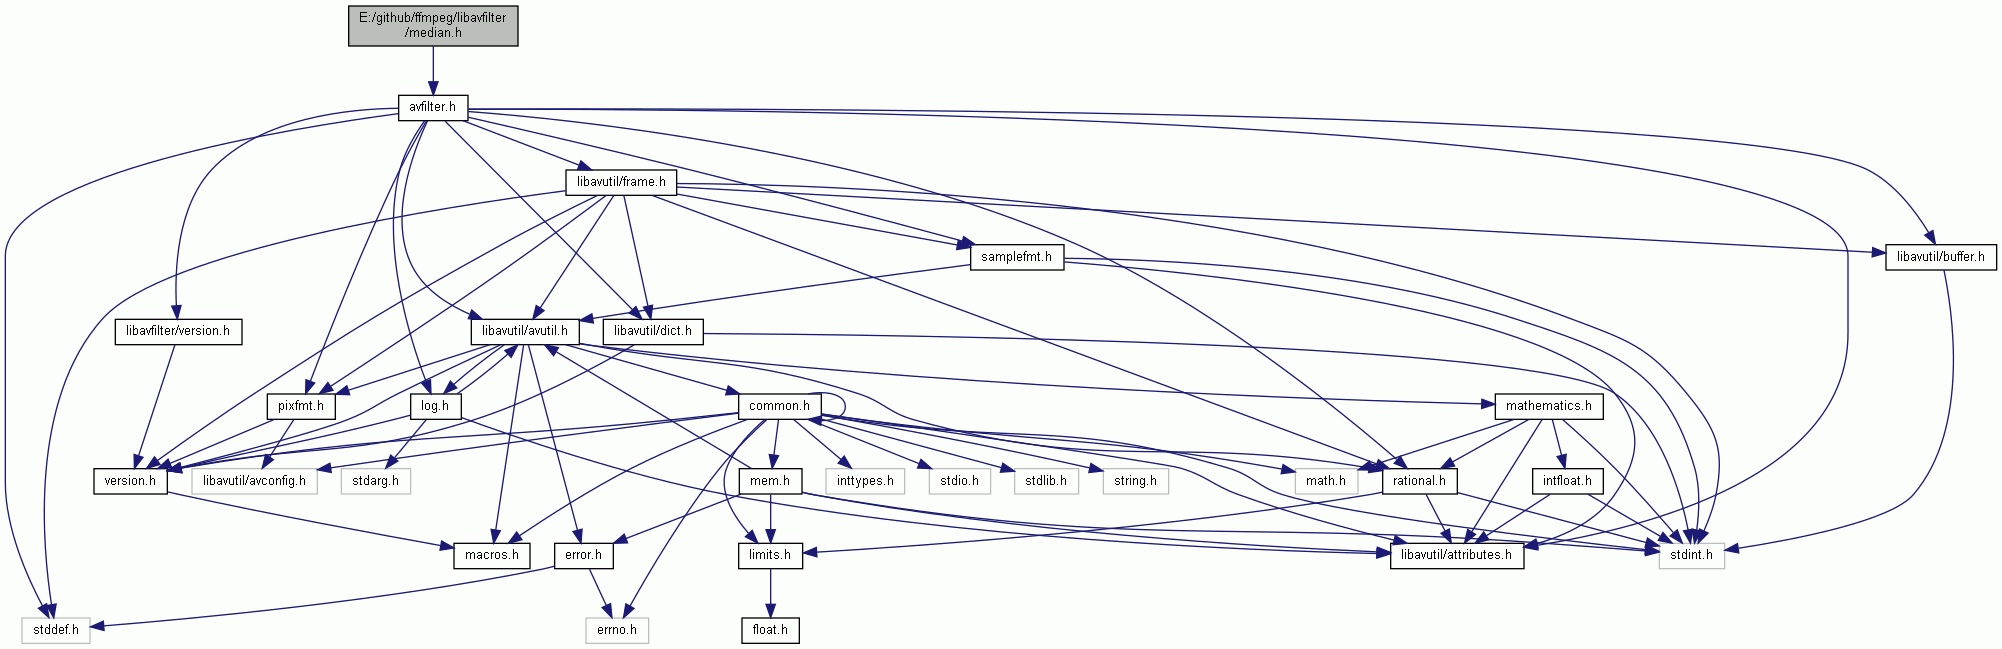 E:/github/ffmpeg/libavfilter
/median.h
avfilter.h
libavutil/frame.h
samplefmt.h
libavutil/buffer.h
libavfilter/version.h
libavutil/avutil.h
libavutil/dict.h
pixfmt.h
log.h
common.h
mathematics.h
version.h
libavutil/avconfig.h
stdarg.h
mem.h
inttypes.h
stdio.h
stdlib.h
string.h
math.h
rational.h
intfloat.h
macros.h
error.h
limits.h
libavutil/attributes.h
stdint.h
stddef.h
errno.h
float.h